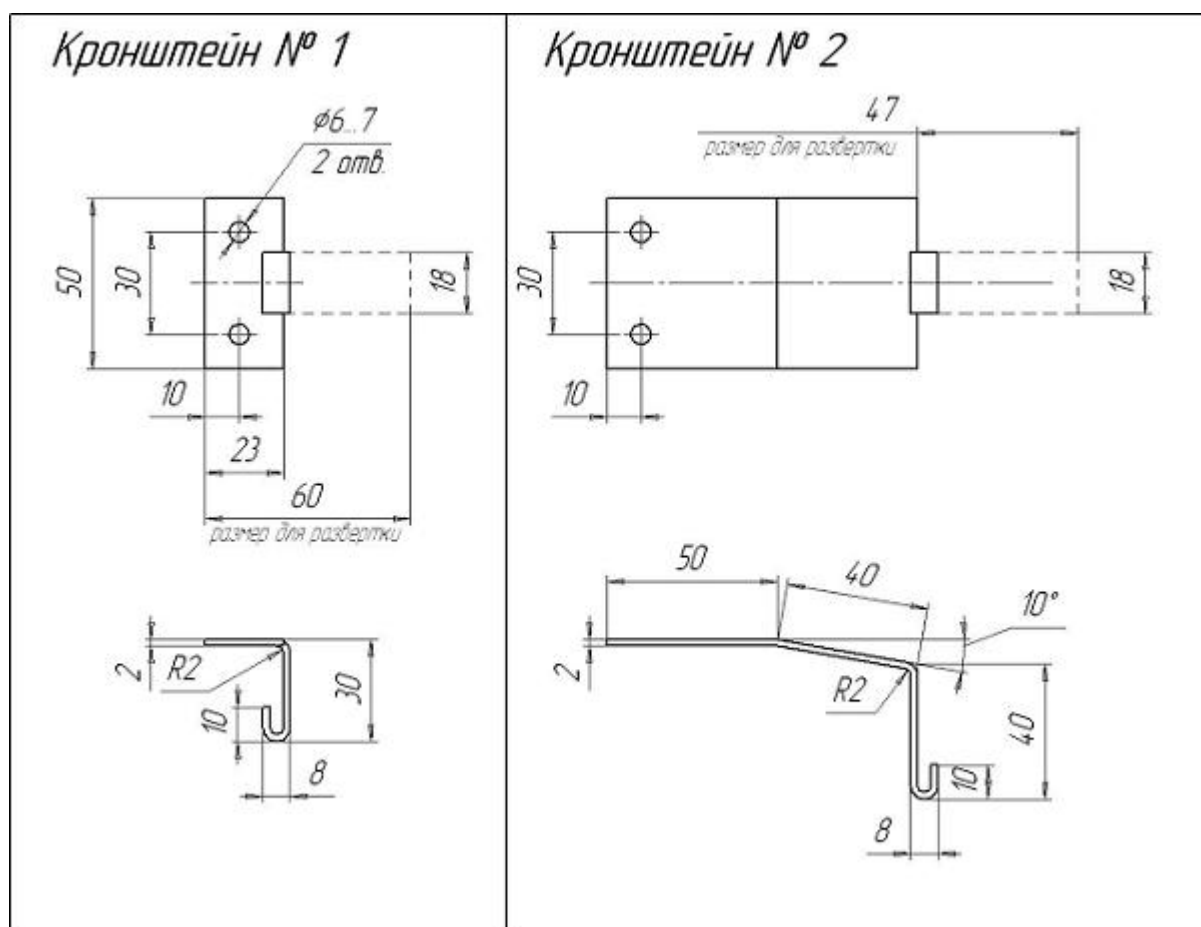 Кронштейн № 1
Ø6...7
2 отв.
50
30
18
10
23
60
размер для развертки
2
R2
10
30
8
Кронштейн № 2
47
размер для развертки
30
18
10
50
40
10°
2
R2
40
10
8